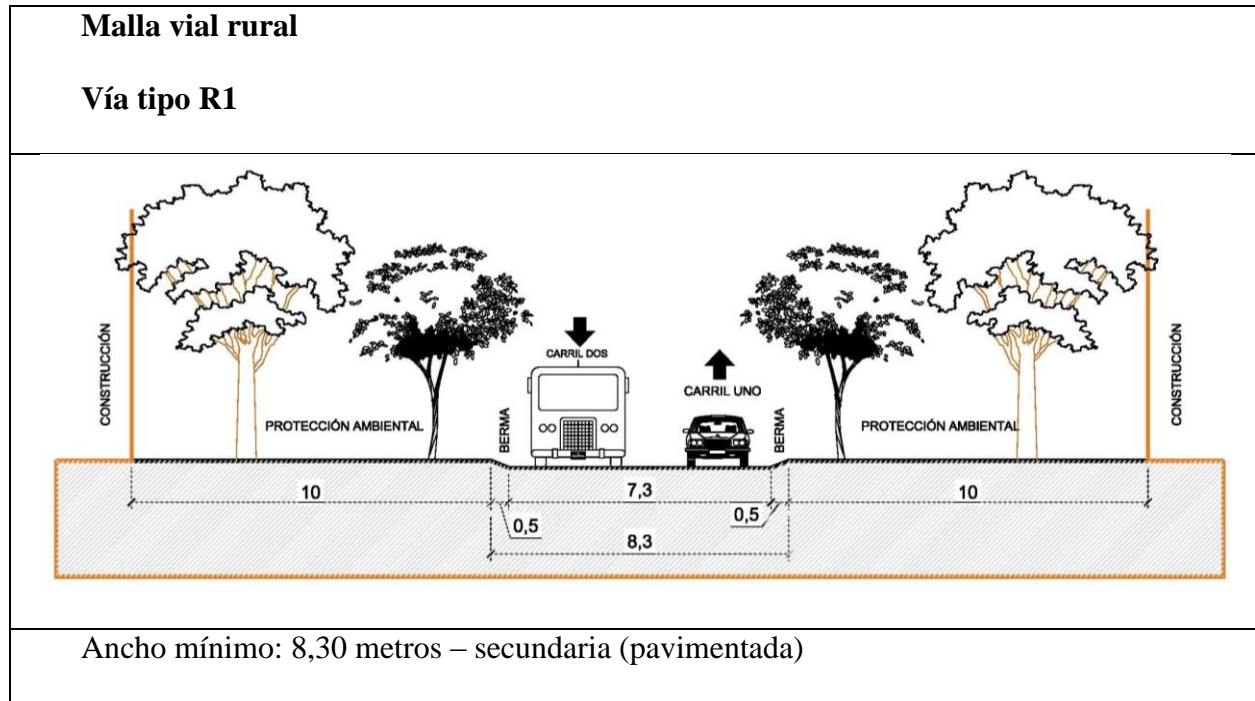 Malla vial rural
Vía tipo R1
CONSTRUCCIÓN
PROTECCIÓN AMBIENTAL
BERMA
CARRIL DOS
CARRIL UNO
BERMA
PROTECCIÓN AMBIENTAL
CONSTRUCCIÓN
10
7,3
10
0,5
0,5
8,3
Ancho mínimo: 8,30 metros – secundaria (pavimentada)